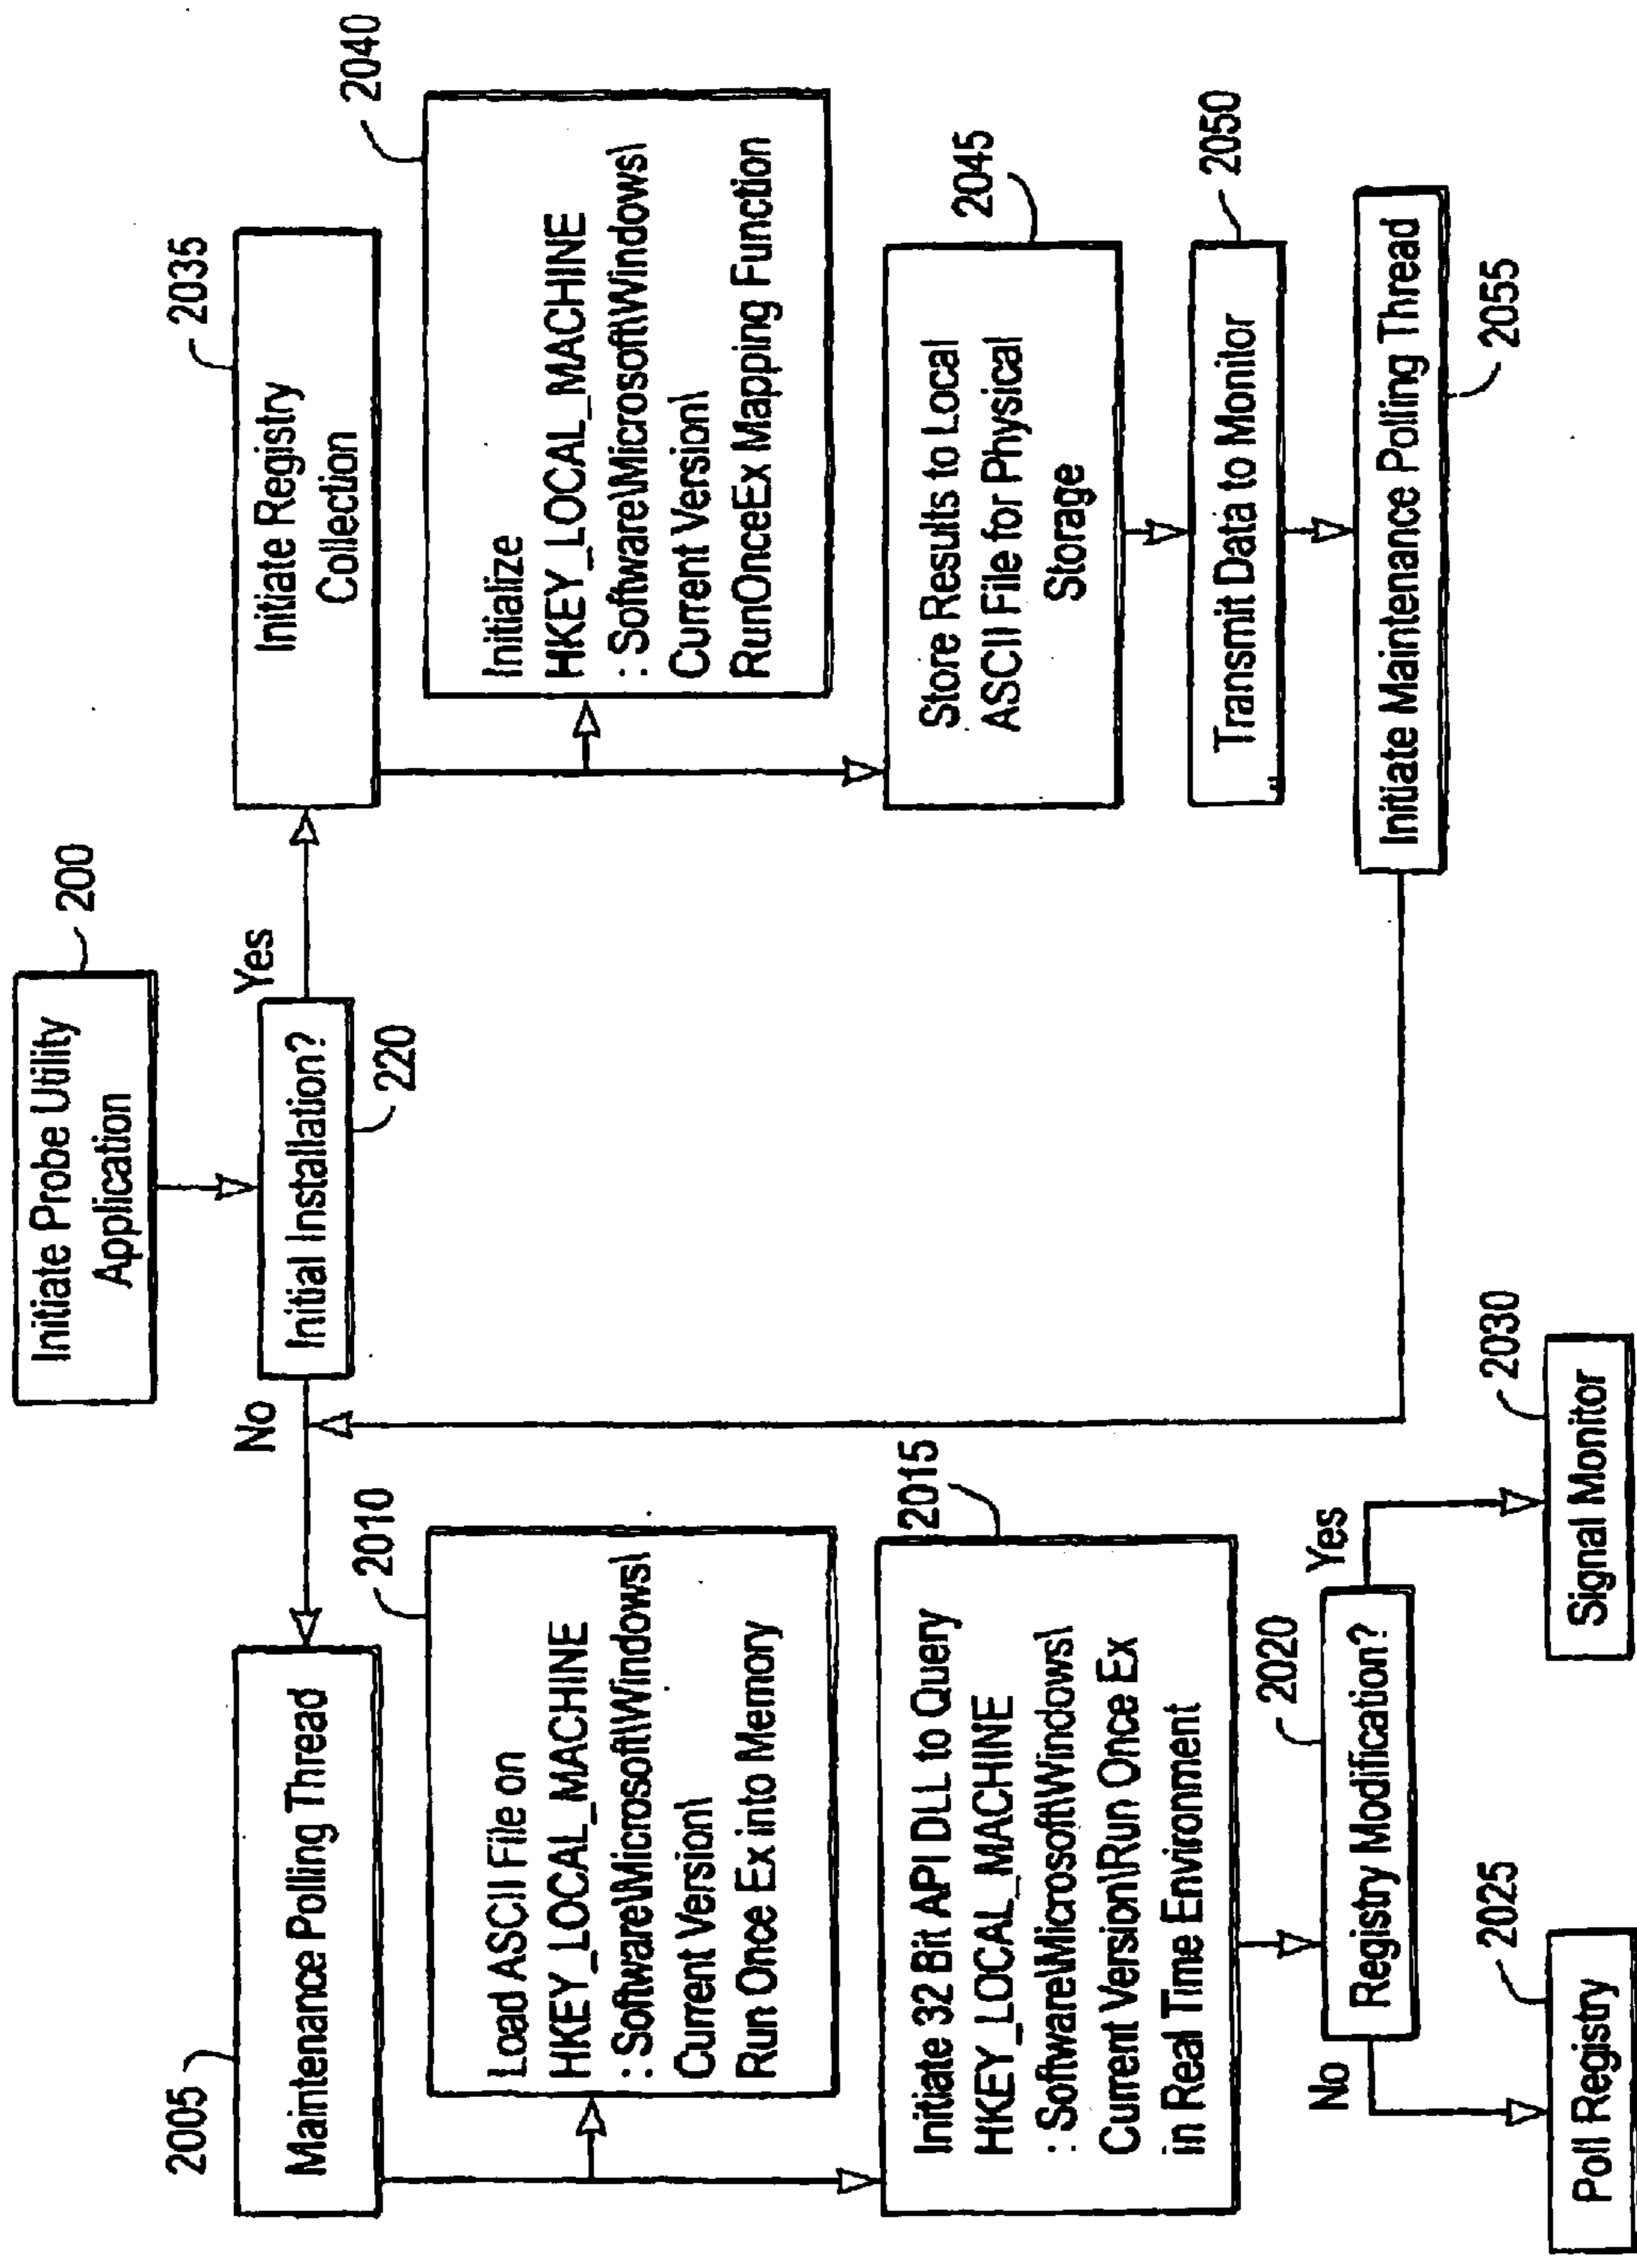 Initiate Probe Utility
Application
200
Initial Installation?
220
No
Yes
2005
Maintenance Polling Thread
2010
Load ASCII File on
HKEY_LOCAL_MACHINE
: Software\Microsoft\Windows\
Current Version\
Run Once Ex into Memory
2015
Initiate 32 Bit API DLL to Query
HKEY_LOCAL_MACHINE
: Software\Microsoft\Windows\
Current Version\Run Once Ex
in Real Time Environment
2020
Registry Modification?
No
Yes
2025
Poll Registry
2030
Signal Monitor
2035
Initiate Registry
Collection
2040
Initialize
HKEY_LOCAL_MACHINE
: Software\Microsoft\Windows\
Current Version\
RunOnceEx Mapping Function
2045
Store Results to Local
ASCII File for Physical
Storage
2050
Transmit Data to Monitor
Initiate Maintenance Polling Thread
2055